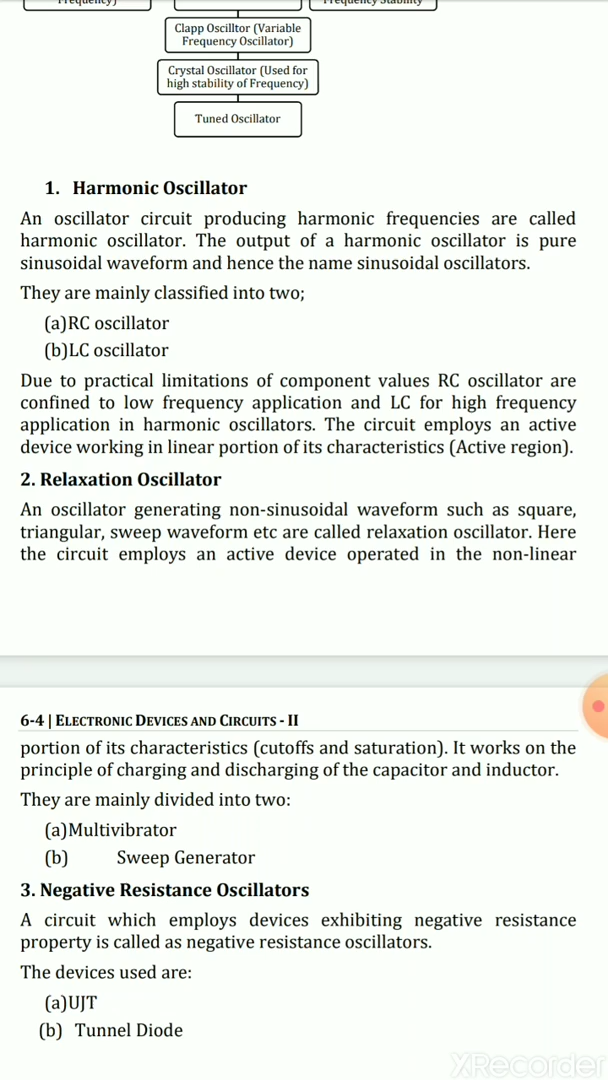 Clapp Oscilltor (Variable
Frequency Oscillator)
Crystal Oscillator (Used for
high stability of Frequency)
Tuned Oscillator
1. Harmonic Oscillator
An oscillator circuit producing harmonic frequencies are called
harmonic oscillator. The output of a harmonic oscillator is pure
sinusoidal waveform and hence the name sinusoidal oscillators.
They are mainly classified into two;
(a)RC oscillator
(b)LC oscillator
Due to practical limitations of component values RC oscillator are
confined to low frequency application and LC for high frequency
application in harmonic oscillators. The circuit employs an active
device working in linear portion of its characteristics (Active region).
2. Relaxation Oscillator
An oscillator generating non-sinusoidal waveform such as square,
triangular, sweep waveform etc are called relaxation oscillator. Here
the circuit employs an active device operated in the non-linear
6-4 | ELECTRONIC DEVICES AND CIRCUITS - II
portion of its characteristics (cutoffs and saturation). It works on the
principle of charging and discharging of the capacitor and inductor.
They are mainly divided into two:
(a)Multivibrator
(b) Sweep Generator
3. Negative Resistance Oscillators
A circuit which employs devices exhibiting negative resistance
property is called as negative resistance oscillators.
The devices used are:
(a)UJT
(b) Tunnel Diode
XRecorder